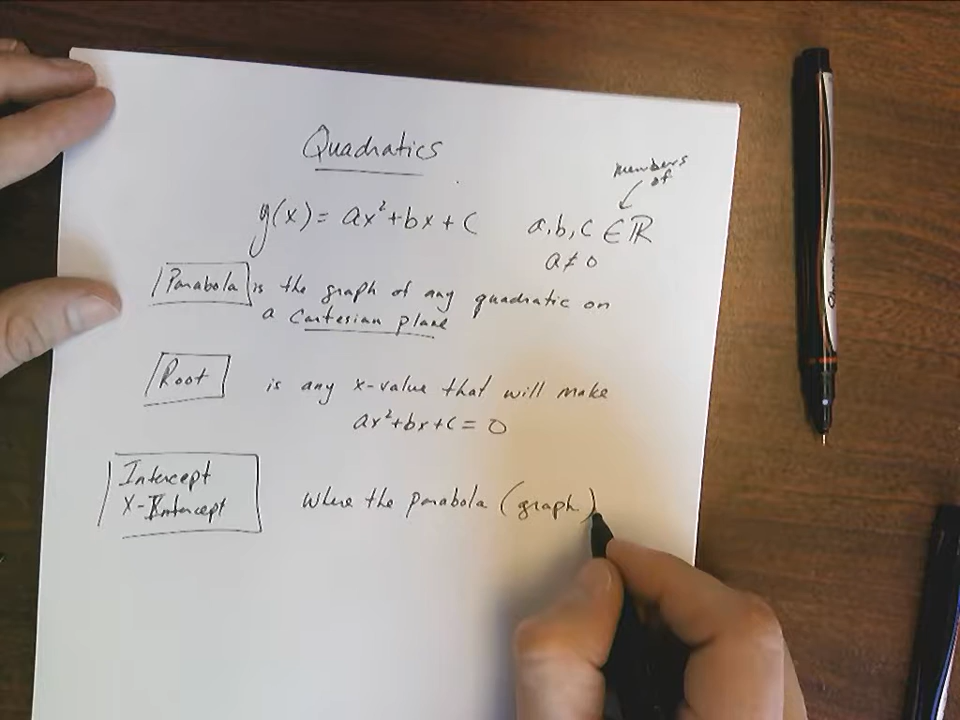 Quadratics
members
of
y(x) = ax²+bx+c a,b,c ∈ ℝ
a ≠ 0
Parabola is the graph of any quadratic on
a Cartesian plane
Root is any x-value that will make
ax²+bx+c = 0
Intercept
X-Intercept where the parabola (graph)